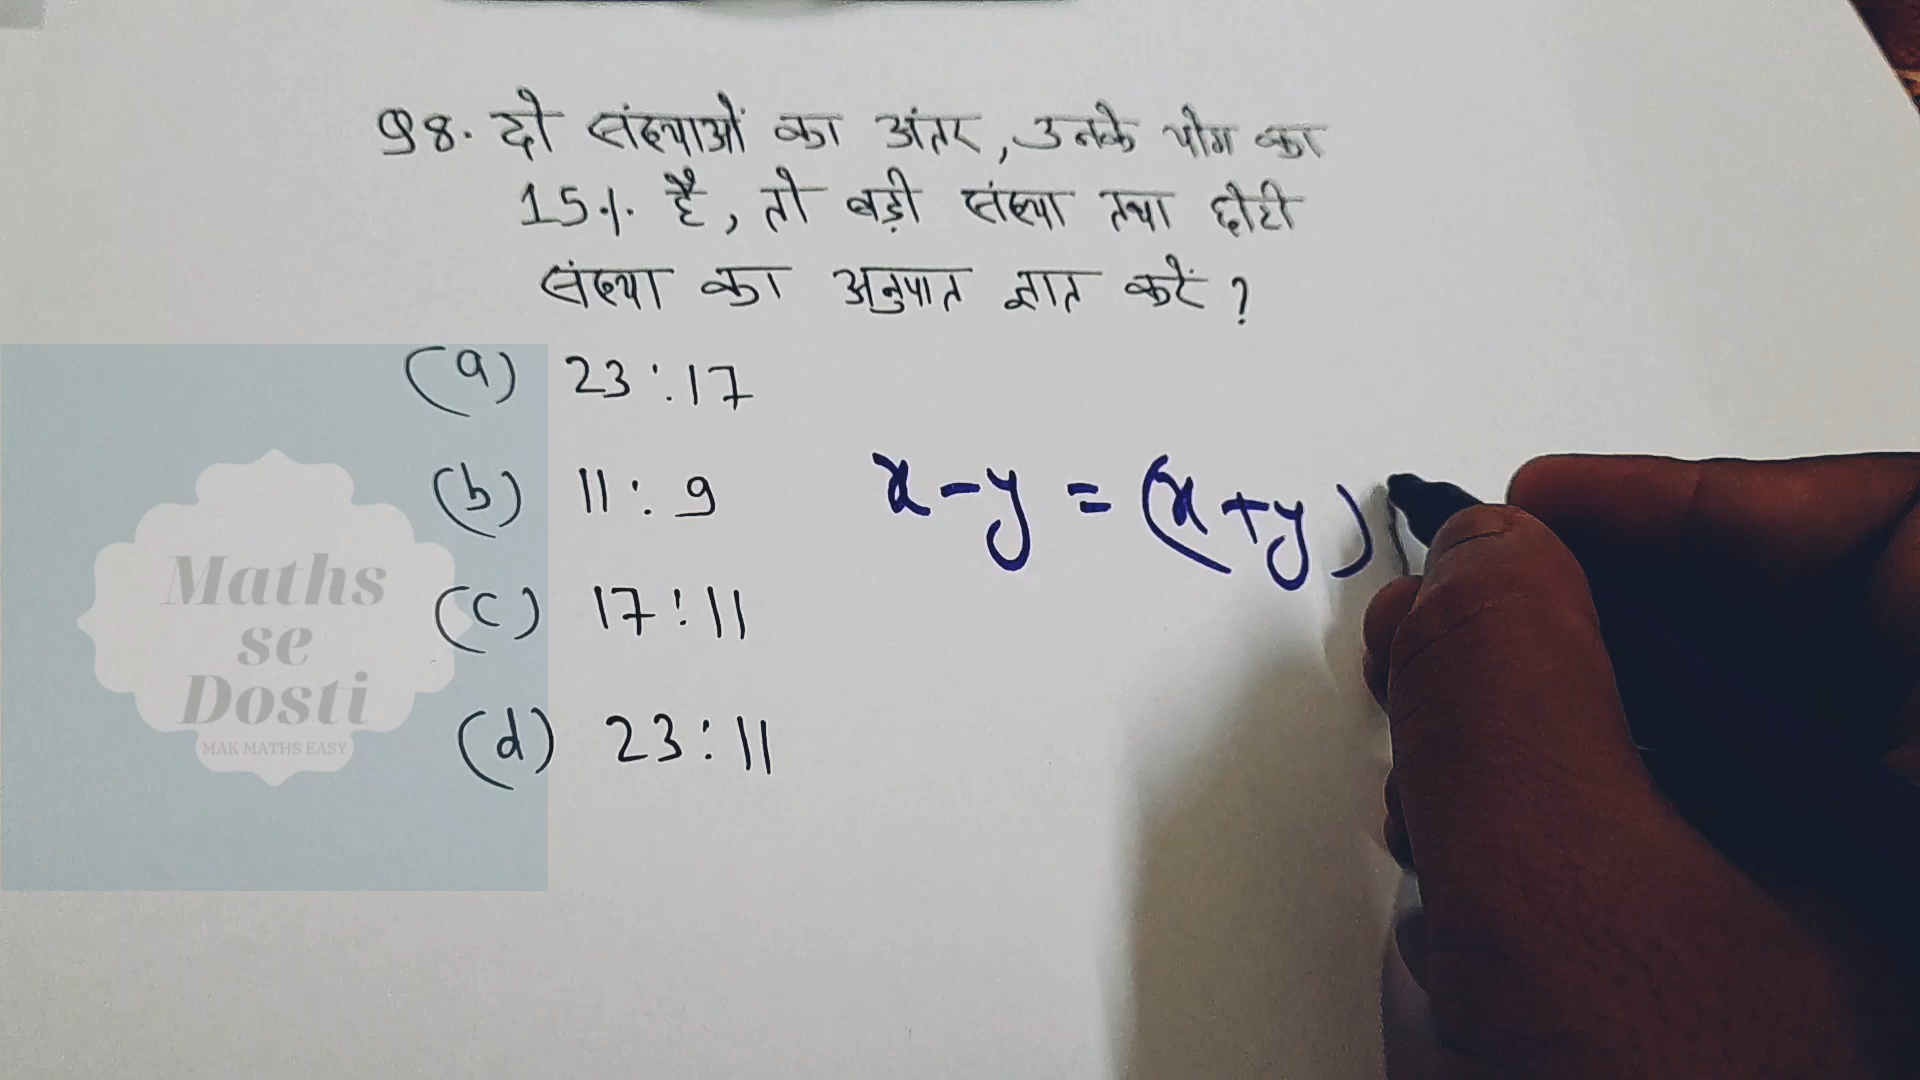 98. दो संख्याओं का अंतर, उनके योग का
15% है, तो बड़ी संख्या तथा छोटी
संख्या का अनुपात ज्ञात करें ?
(a) 23:17
(b) 11:9
(c) 17:11
(d) 23:11
x-y = (x+y)
Maths
se
Dosti
MAK MATHS EASY